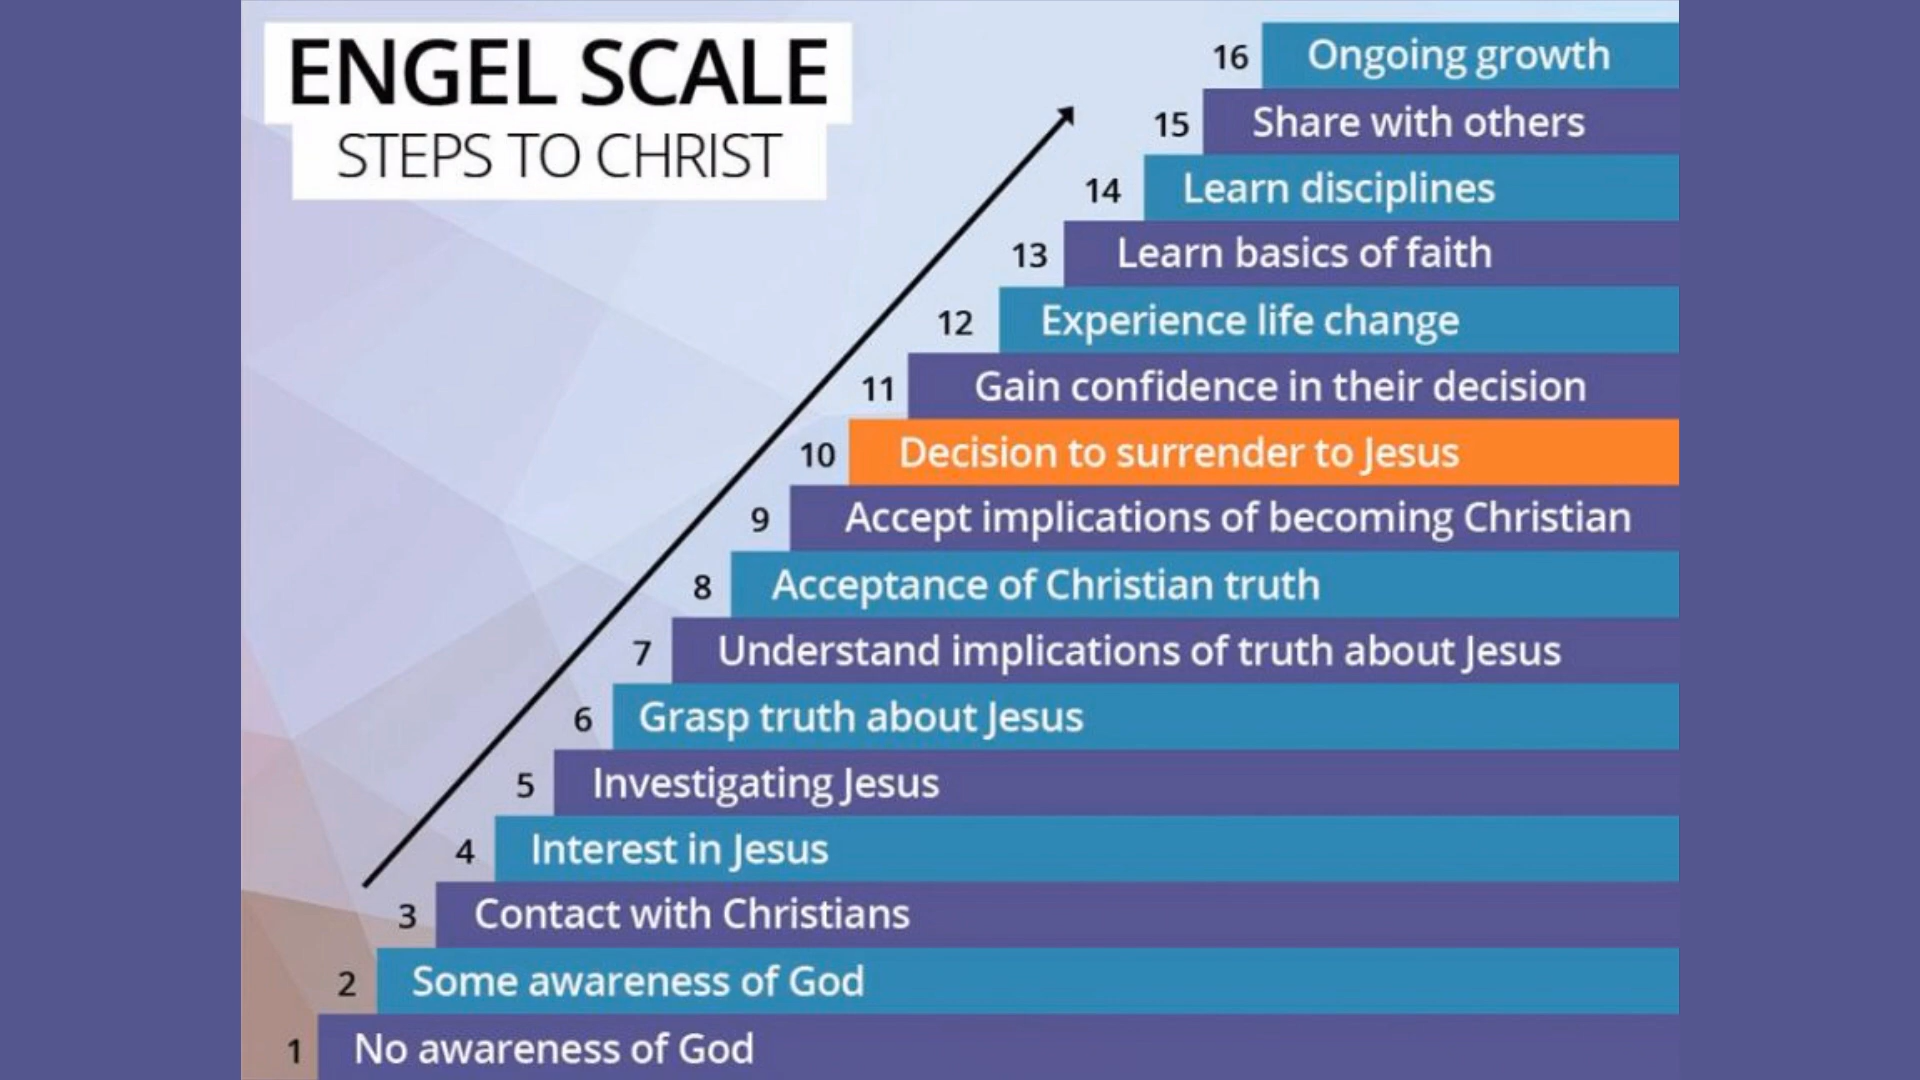 ENGEL SCALE
STEPS TO CHRIST
16 Ongoing growth
15 Share with others
14 Learn disciplines
13 Learn basics of faith
12 Experience life change
11 Gain confidence in their decision
10 Decision to surrender to Jesus
9 Accept implications of becoming Christian
8 Acceptance of Christian truth
7 Understand implications of truth about Jesus
6 Grasp truth about Jesus
5 Investigating Jesus
4 Interest in Jesus
3 Contact with Christians
2 Some awareness of God
1 No awareness of God